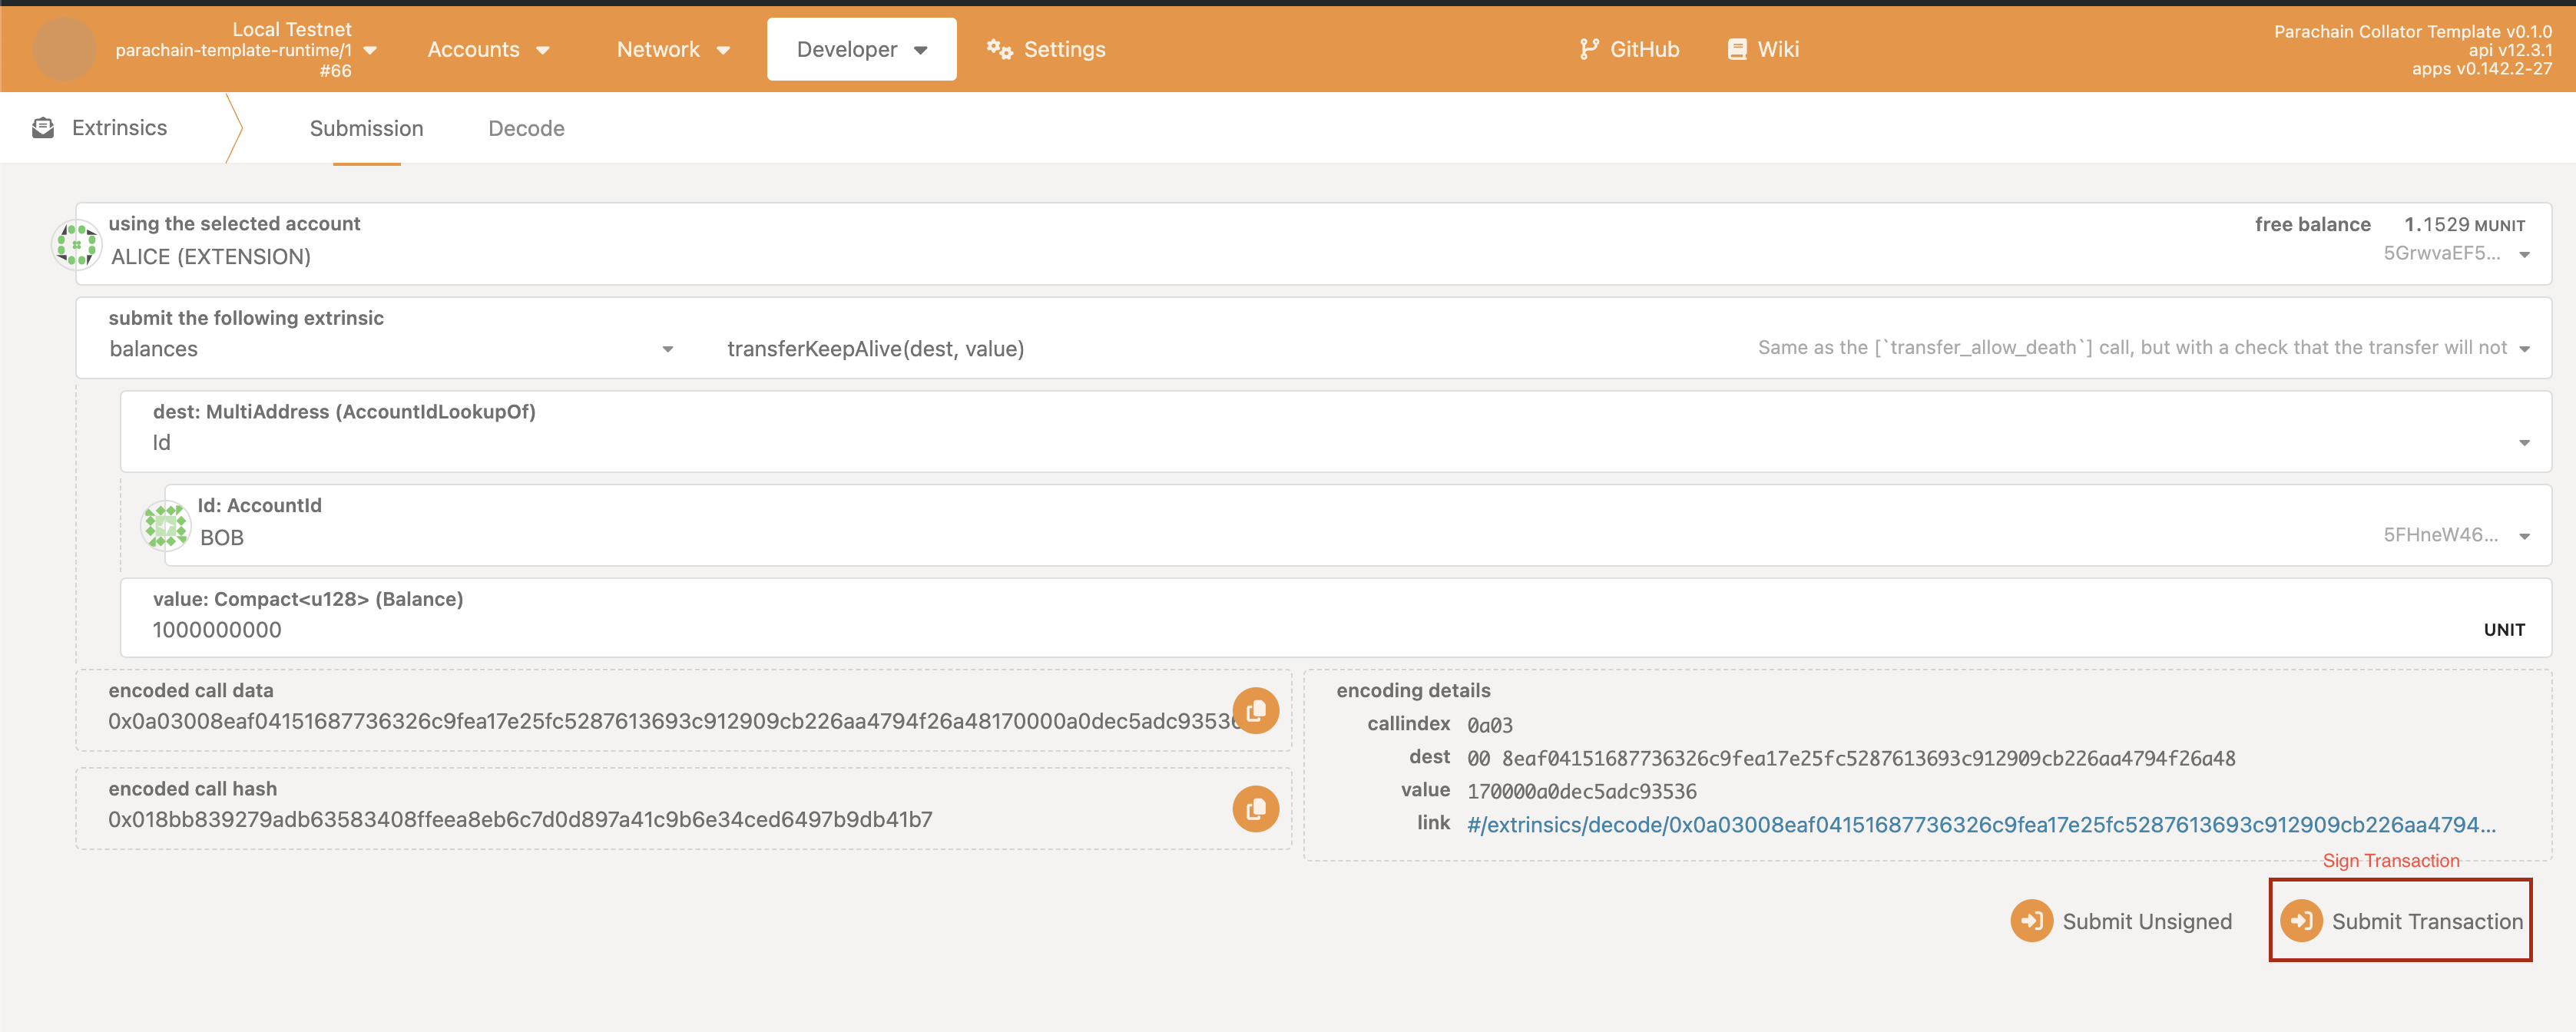 Local Testnet
parachain-template-runtime/1
#66
Accounts
Network
Developer
Settings
GitHub
Wiki
Parachain Collator Template v0.1.0
api v12.3.1
apps v0.142.2-27
Extrinsics
Submission
Decode
using the selected account
ALICE (EXTENSION)
free balance 1.1529 MUNIT
5GrwvaEF5...
submit the following extrinsic
balances
transferKeepAlive(dest, value)
Same as the [`transfer_allow_death`] call, but with a check that the transfer will not
dest: MultiAddress (AccountIdLookupOf)
Id
Id: AccountId
BOB
5FHneW46...
value: Compact<u128> (Balance)
1000000000
UNIT
encoded call data
0x0a03008eaf04151687736326c9fea17e25fc5287613693c912909cb226aa4794f26a48170000a0dec5adc93536
encoded call hash
0x018bb839279adb63583408ffeea8eb6c7d0d897a41c9b6e34ced6497b9db41b7
encoding details
callindex 0a03
dest 00 8eaf04151687736326c9fea17e25fc5287613693c912909cb226aa4794f26a48
value 170000a0dec5adc93536
link #/extrinsics/decode/0x0a03008eaf04151687736326c9fea17e25fc5287613693c912909cb226aa4794...
Sign Transaction
Submit Unsigned
Submit Transaction